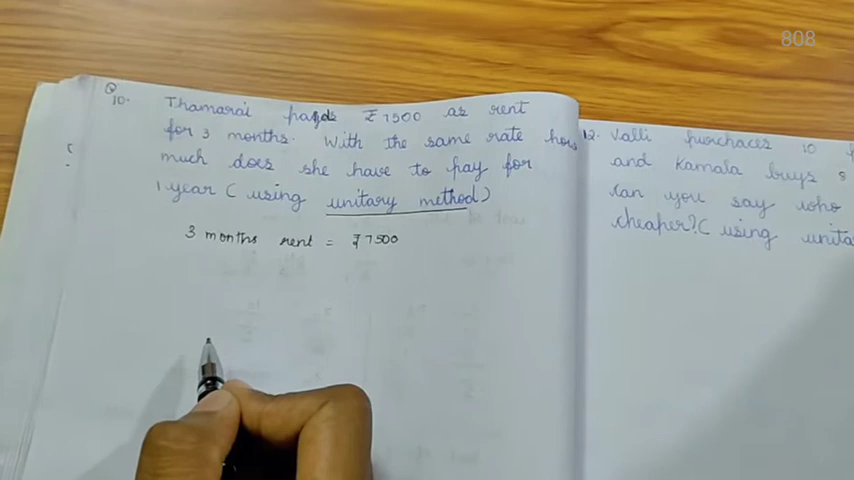 808
Q
10. Thamarai pays ₹7500 as rent
for 3 months. With the same rate how
much does she have to pay for
1 year (using unitary method)
3 months rent = ₹7500
12. Valli purchaces 10
and Kamala buys 8
can you say who
cheaper? (using